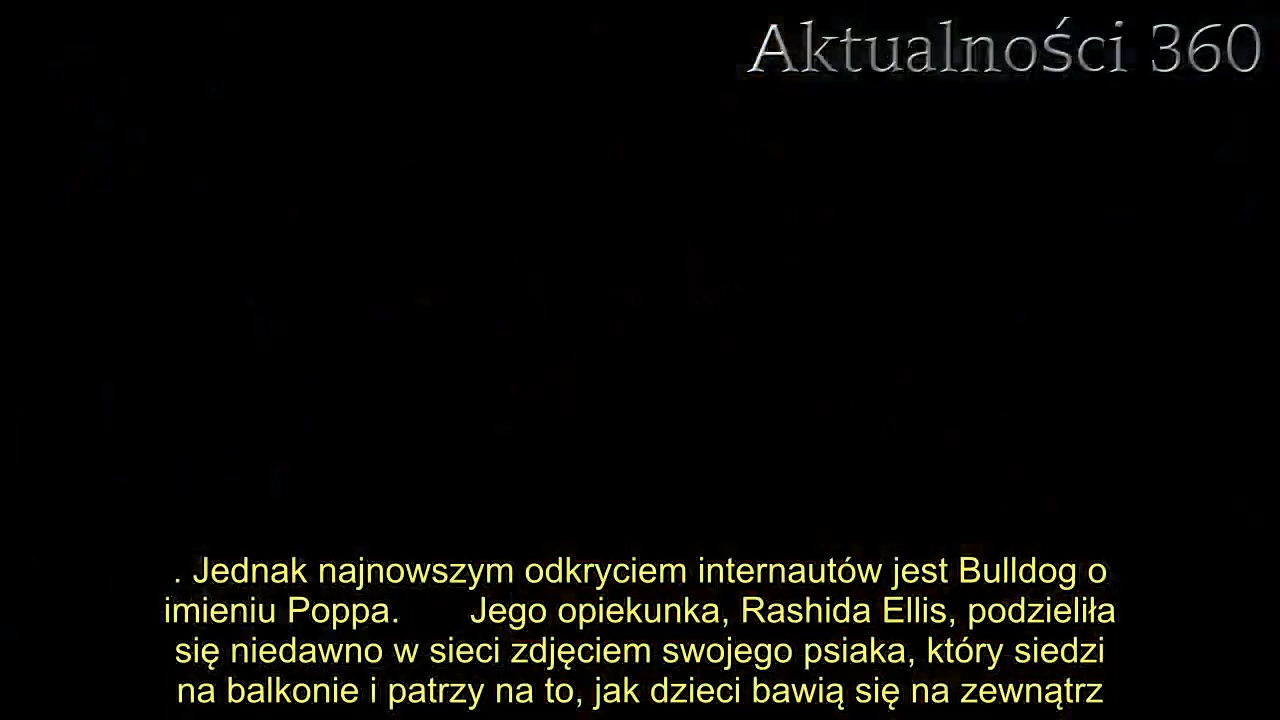 Aktualności 360
. Jednak najnowszym odkryciem internautów jest Bulldog o
imieniu Poppa. Jego opiekunka, Rashida Ellis, podzieliła
się niedawno w sieci zdjęciem swojego psiaka, który siedzi
na balkonie i patrzy na to, jak dzieci bawią się na zewnątrz